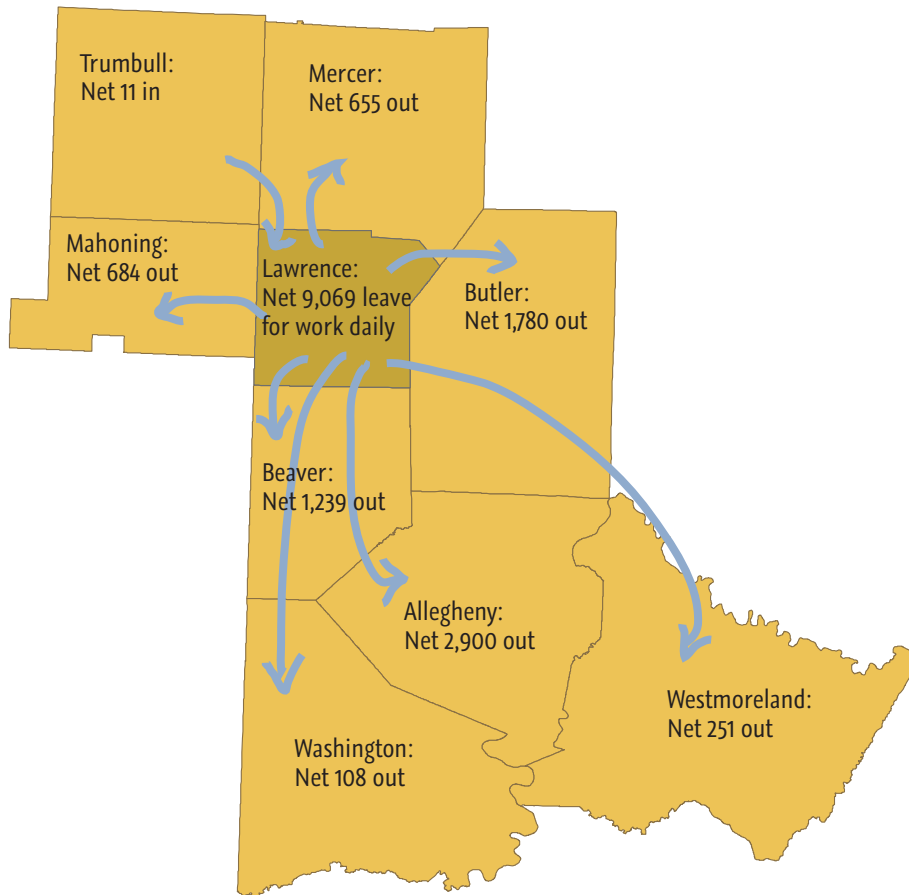 Trumbull:
Net 11 in
Mercer:
Net 655 out
Mahoning:
Net 684 out
Lawrence:
Net 9,069 leave
for work daily
Butler:
Net 1,780 out
Beaver:
Net 1,239 out
Allegheny:
Net 2,900 out
Westmoreland:
Net 251 out
Washington:
Net 108 out